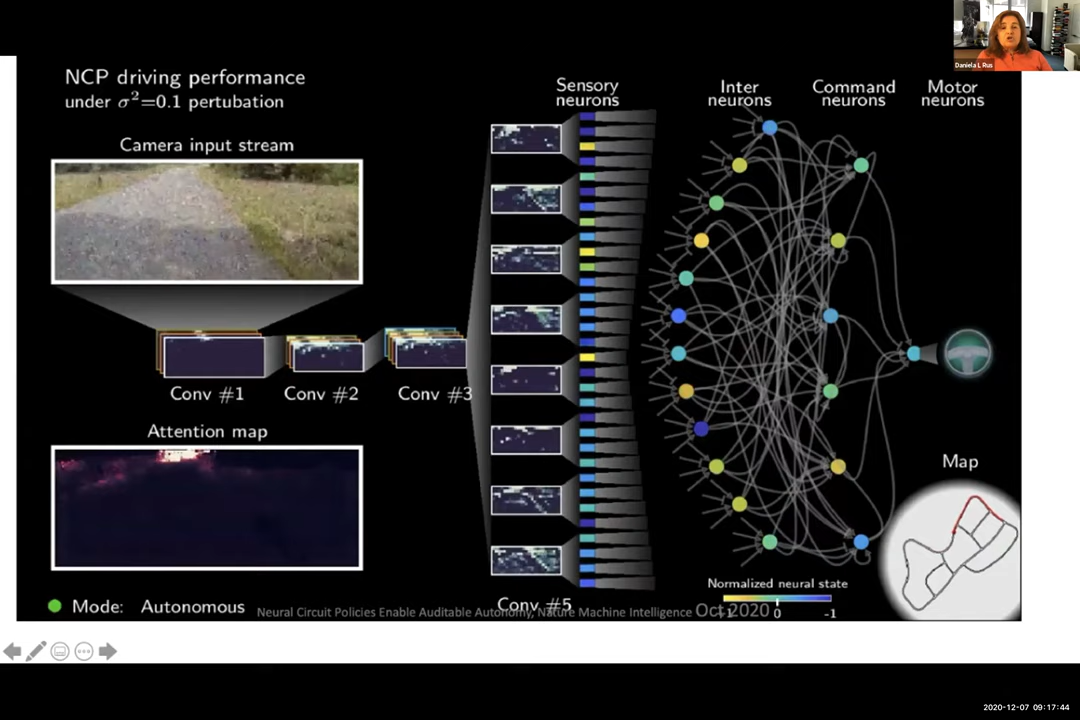 Daniela L Rus
NCP driving performance
under σ²=0.1 pertubation
Camera input stream
Sensory
neurons
Inter
neurons
Command
neurons
Motor
neurons
Conv #1
Conv #2
Conv #3
Attention map
Map
Normalized neural state
+1 0 -1
Conv #5
Mode: Autonomous
Neural Circuit Policies Enable Auditable Autonomy, Nature Machine Intelligence Oct 2020
2020-12-07 09:17:44